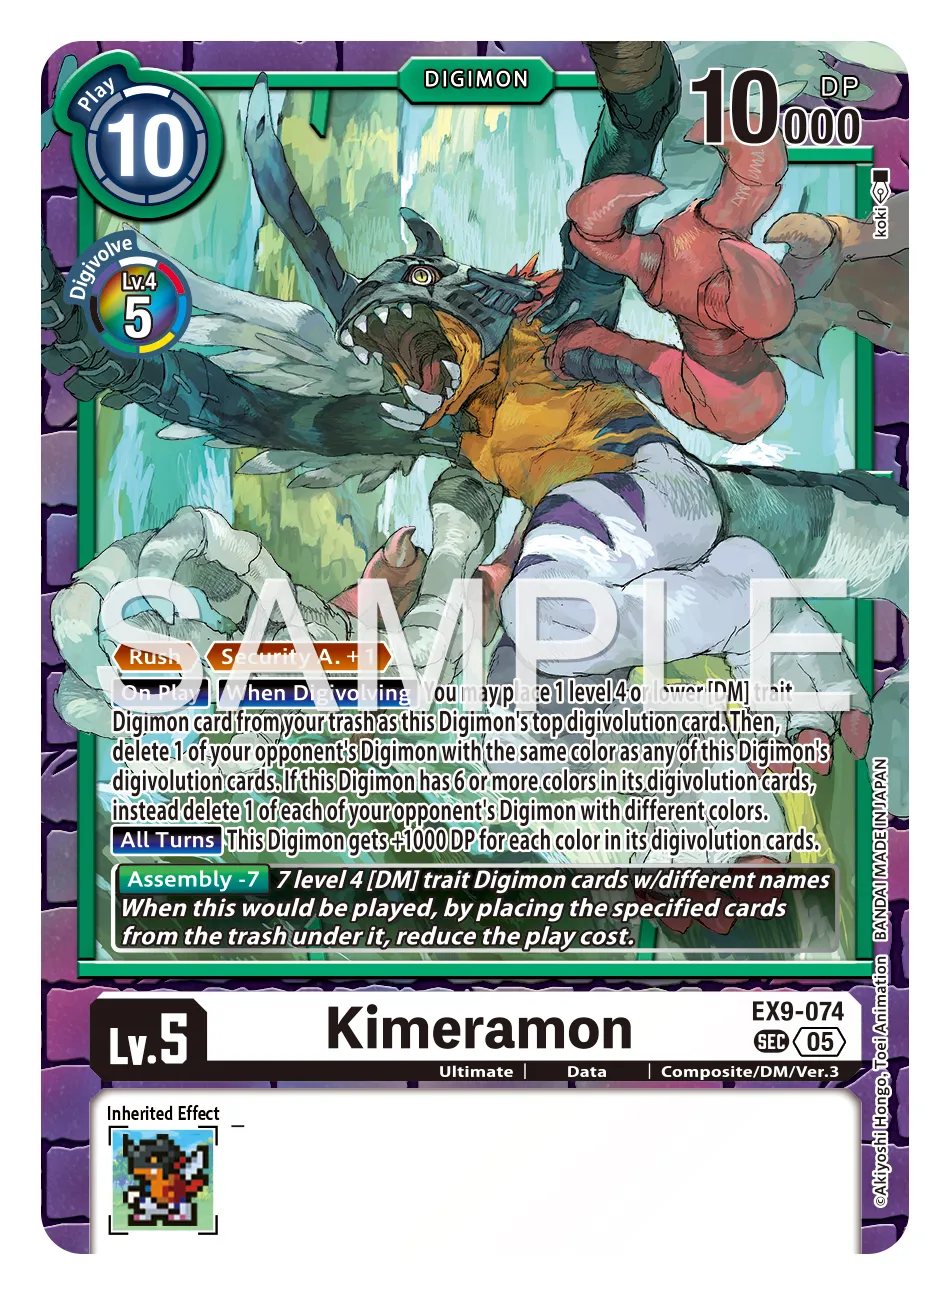 DIGIMON
Play
10
10000
DP
Digivolve
Lv.4
5
koki
SAMPLE
Rush Security A. +1
On Play When Digivolving You may place 1 level 4 or lower [DM] trait
Digimon card from your trash as this Digimon's top digivolution card. Then,
delete 1 of your opponent's Digimon with the same color as any of this Digimon's
digivolution cards. If this Digimon has 6 or more colors in its digivolution cards,
instead delete 1 of each of your opponent's Digimon with different colors.
All Turns This Digimon gets +1000 DP for each color in its digivolution cards.
Assembly -7 7 level 4 [DM] trait Digimon cards w/different names
When this would be played, by placing the specified cards
from the trash under it, reduce the play cost.
©Akiyoshi Hongo, Toei Animation BANDAI MADE IN JAPAN
Lv.5
Kimeramon
EX9-074
SEC 05
Ultimate | Data | Composite/DM/Ver.3
Inherited Effect –